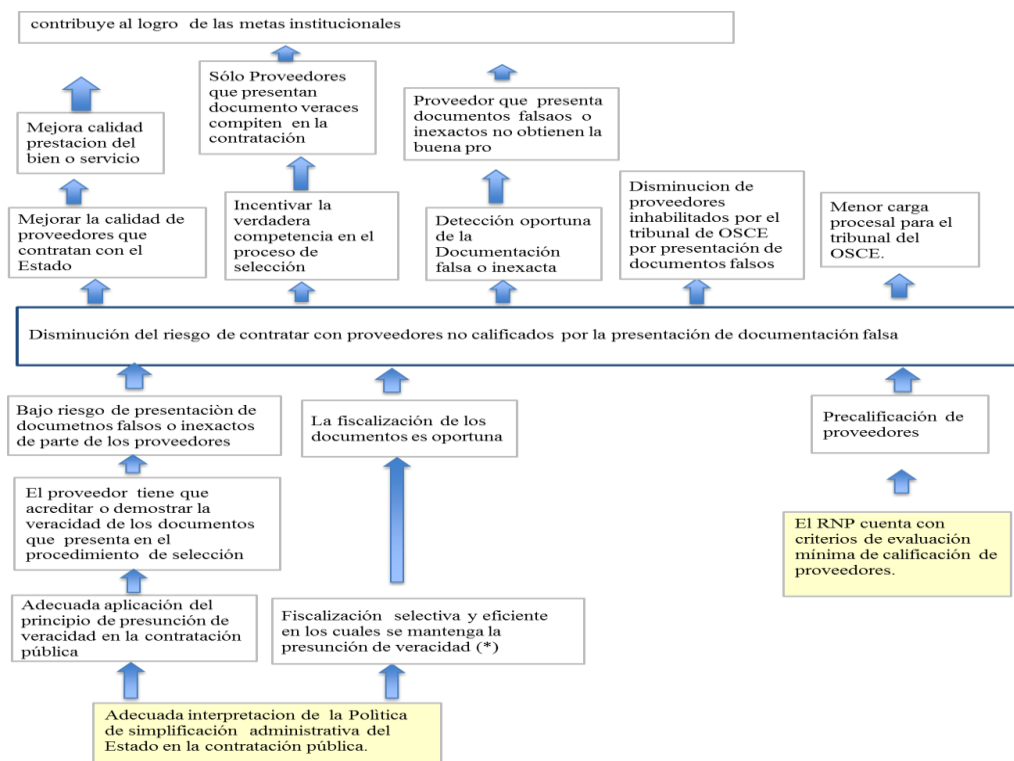 contribuye al logro de las metas institucionales
Sólo Proveedores
que presentan
documento veraces
compiten en la
contratación
Proveedor que presenta
documentos falsaos o
inexactos no obtienen la
buena pro
Mejora calidad
prestacion del
bien o servicio
Mejorar la calidad de
proveedores que
contratan con el
Estado
Incentivar la
verdadera
competencia en el
proceso de
selección
Detección oportuna
de la
Documentación
falsa o inexacta
Disminucion de
proveedores
inhabilitados por el
tribunal de OSCE
por presentación de
documentos falsos
Menor carga
procesal para el
tribunal del
OSCE.
Disminución del riesgo de contratar con proveedores no calificados por la presentación de documentación falsa
Bajo riesgo de presentaciòn de
documetnos falsos o inexactos
de parte de los proveedores
La fiscalización de los
documentos es oportuna
Precalificación de
proveedores
El proveedor tiene que
acreditar o demostrar la
veracidad de los documentos
que presenta en el
procedimiento de selección
El RNP cuenta con
criterios de evaluación
mínima de calificación de
proveedores.
Adecuada aplicación del
principio de presunción de
veracidad en la contratación
pública
Fiscalización selectiva y eficiente
en los cuales se mantenga la
presunción de veracidad (*)
Adecuada interpretacion de la Polìtica
de simplificación administrativa del
Estado en la contratación pública.